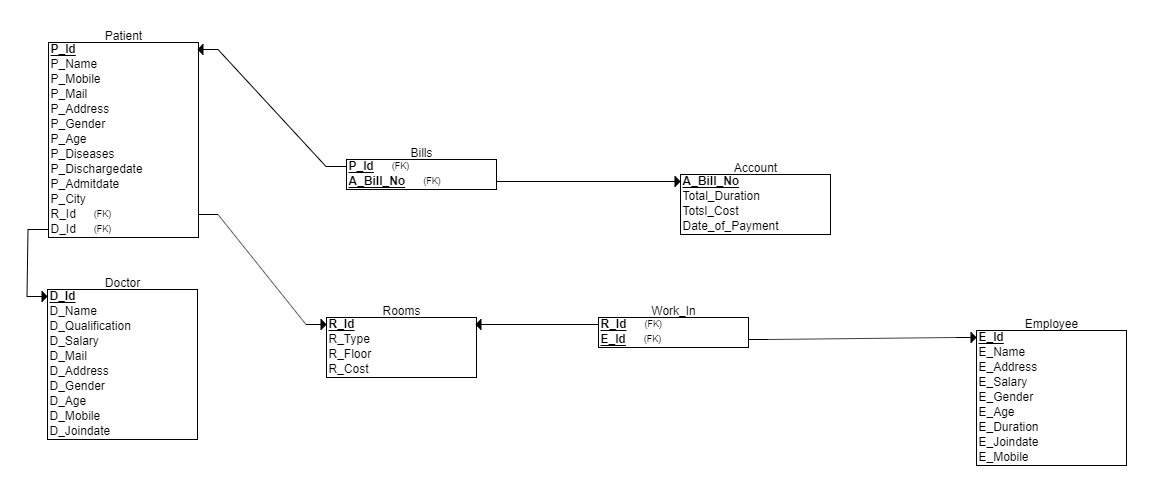 Patient
P_Id
P_Name
P_Mobile
P_Mail
P_Address
P_Gender
P_Age
P_Diseases
P_Dischargedate
P_Admitdate
P_City
R_Id (FK)
D_Id (FK)
Bills
P_Id (FK)
A_Bill_No (FK)
Account
A_Bill_No
Total_Duration
Totsl_Cost
Date_of_Payment
Doctor
D_Id
D_Name
D_Qualification
D_Salary
D_Mail
D_Address
D_Gender
D_Age
D_Mobile
D_Joindate
Rooms
R_Id
R_Type
R_Floor
R_Cost
Work_In
R_Id (FK)
E_Id (FK)
Employee
E_Id
E_Name
E_Address
E_Salary
E_Gender
E_Age
E_Duration
E_Joindate
E_Mobile